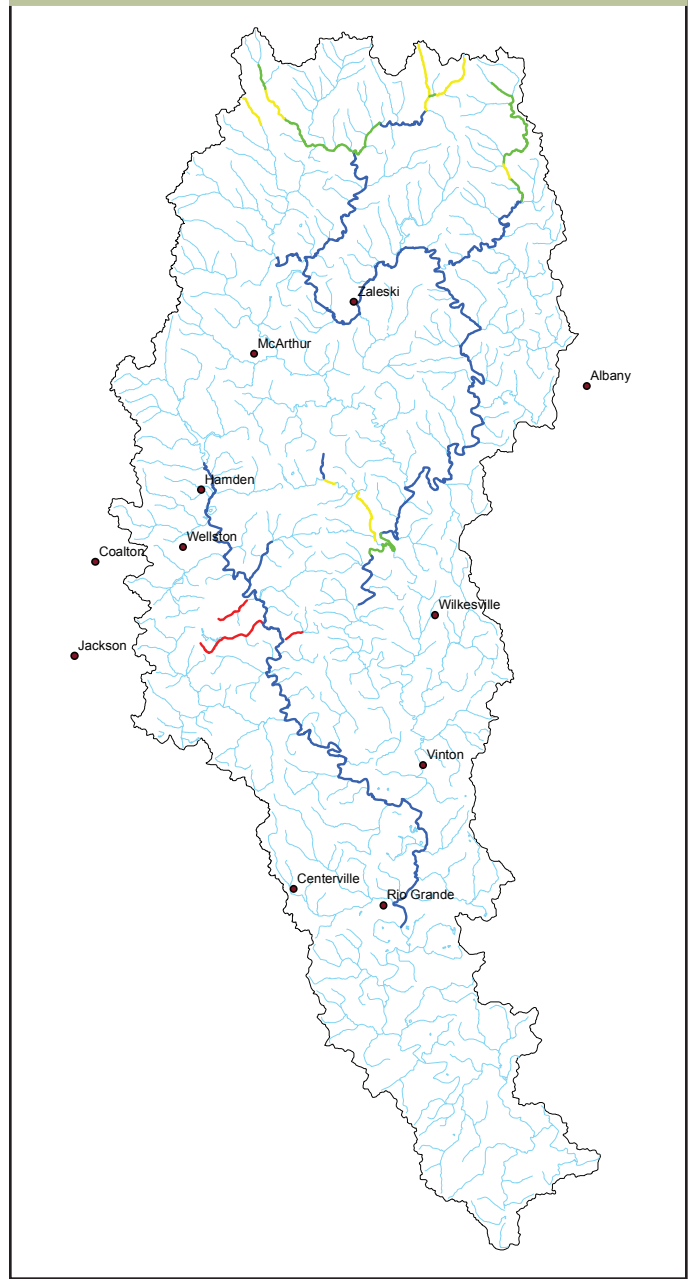 Zaleski
McArthur
Albany
Hamden
Wellston
Coalton
Wilkesville
Jackson
Vinton
Centerville
Rio Grande